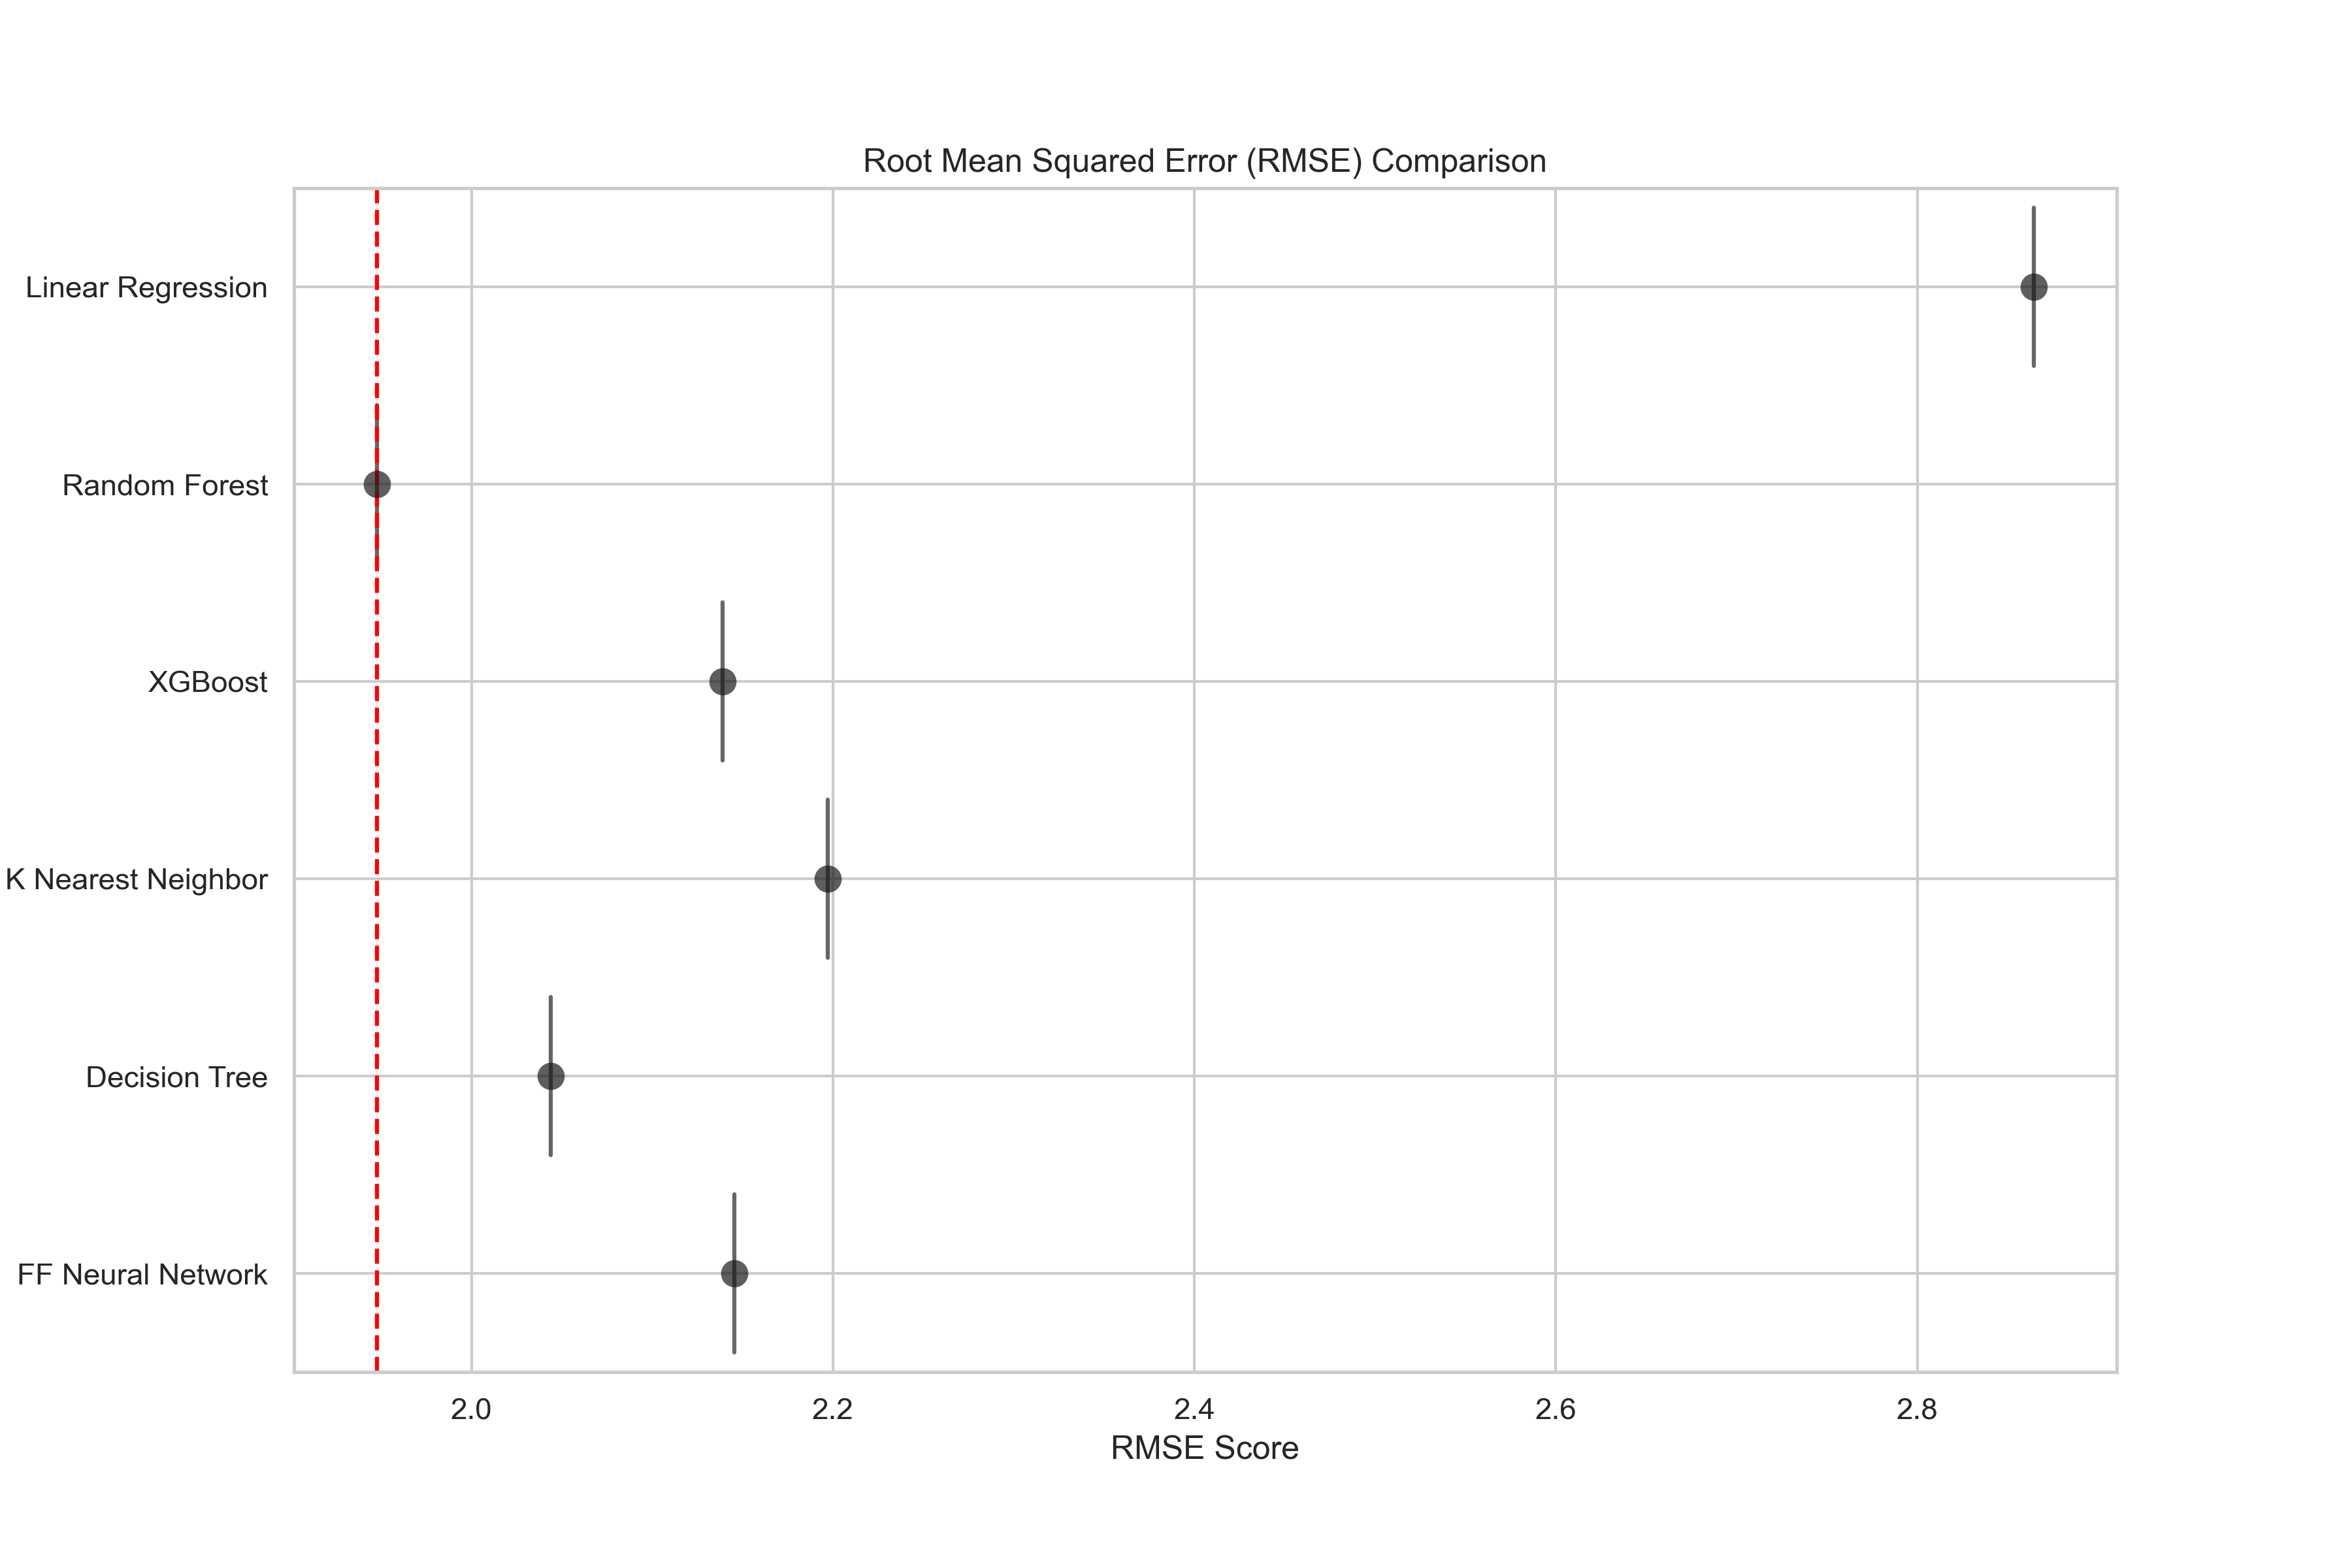 Root Mean Squared Error (RMSE) Comparison
Linear Regression
Random Forest
XGBoost
K Nearest Neighbor
Decision Tree
FF Neural Network
2.0 2.2 2.4 2.6 2.8
RMSE Score